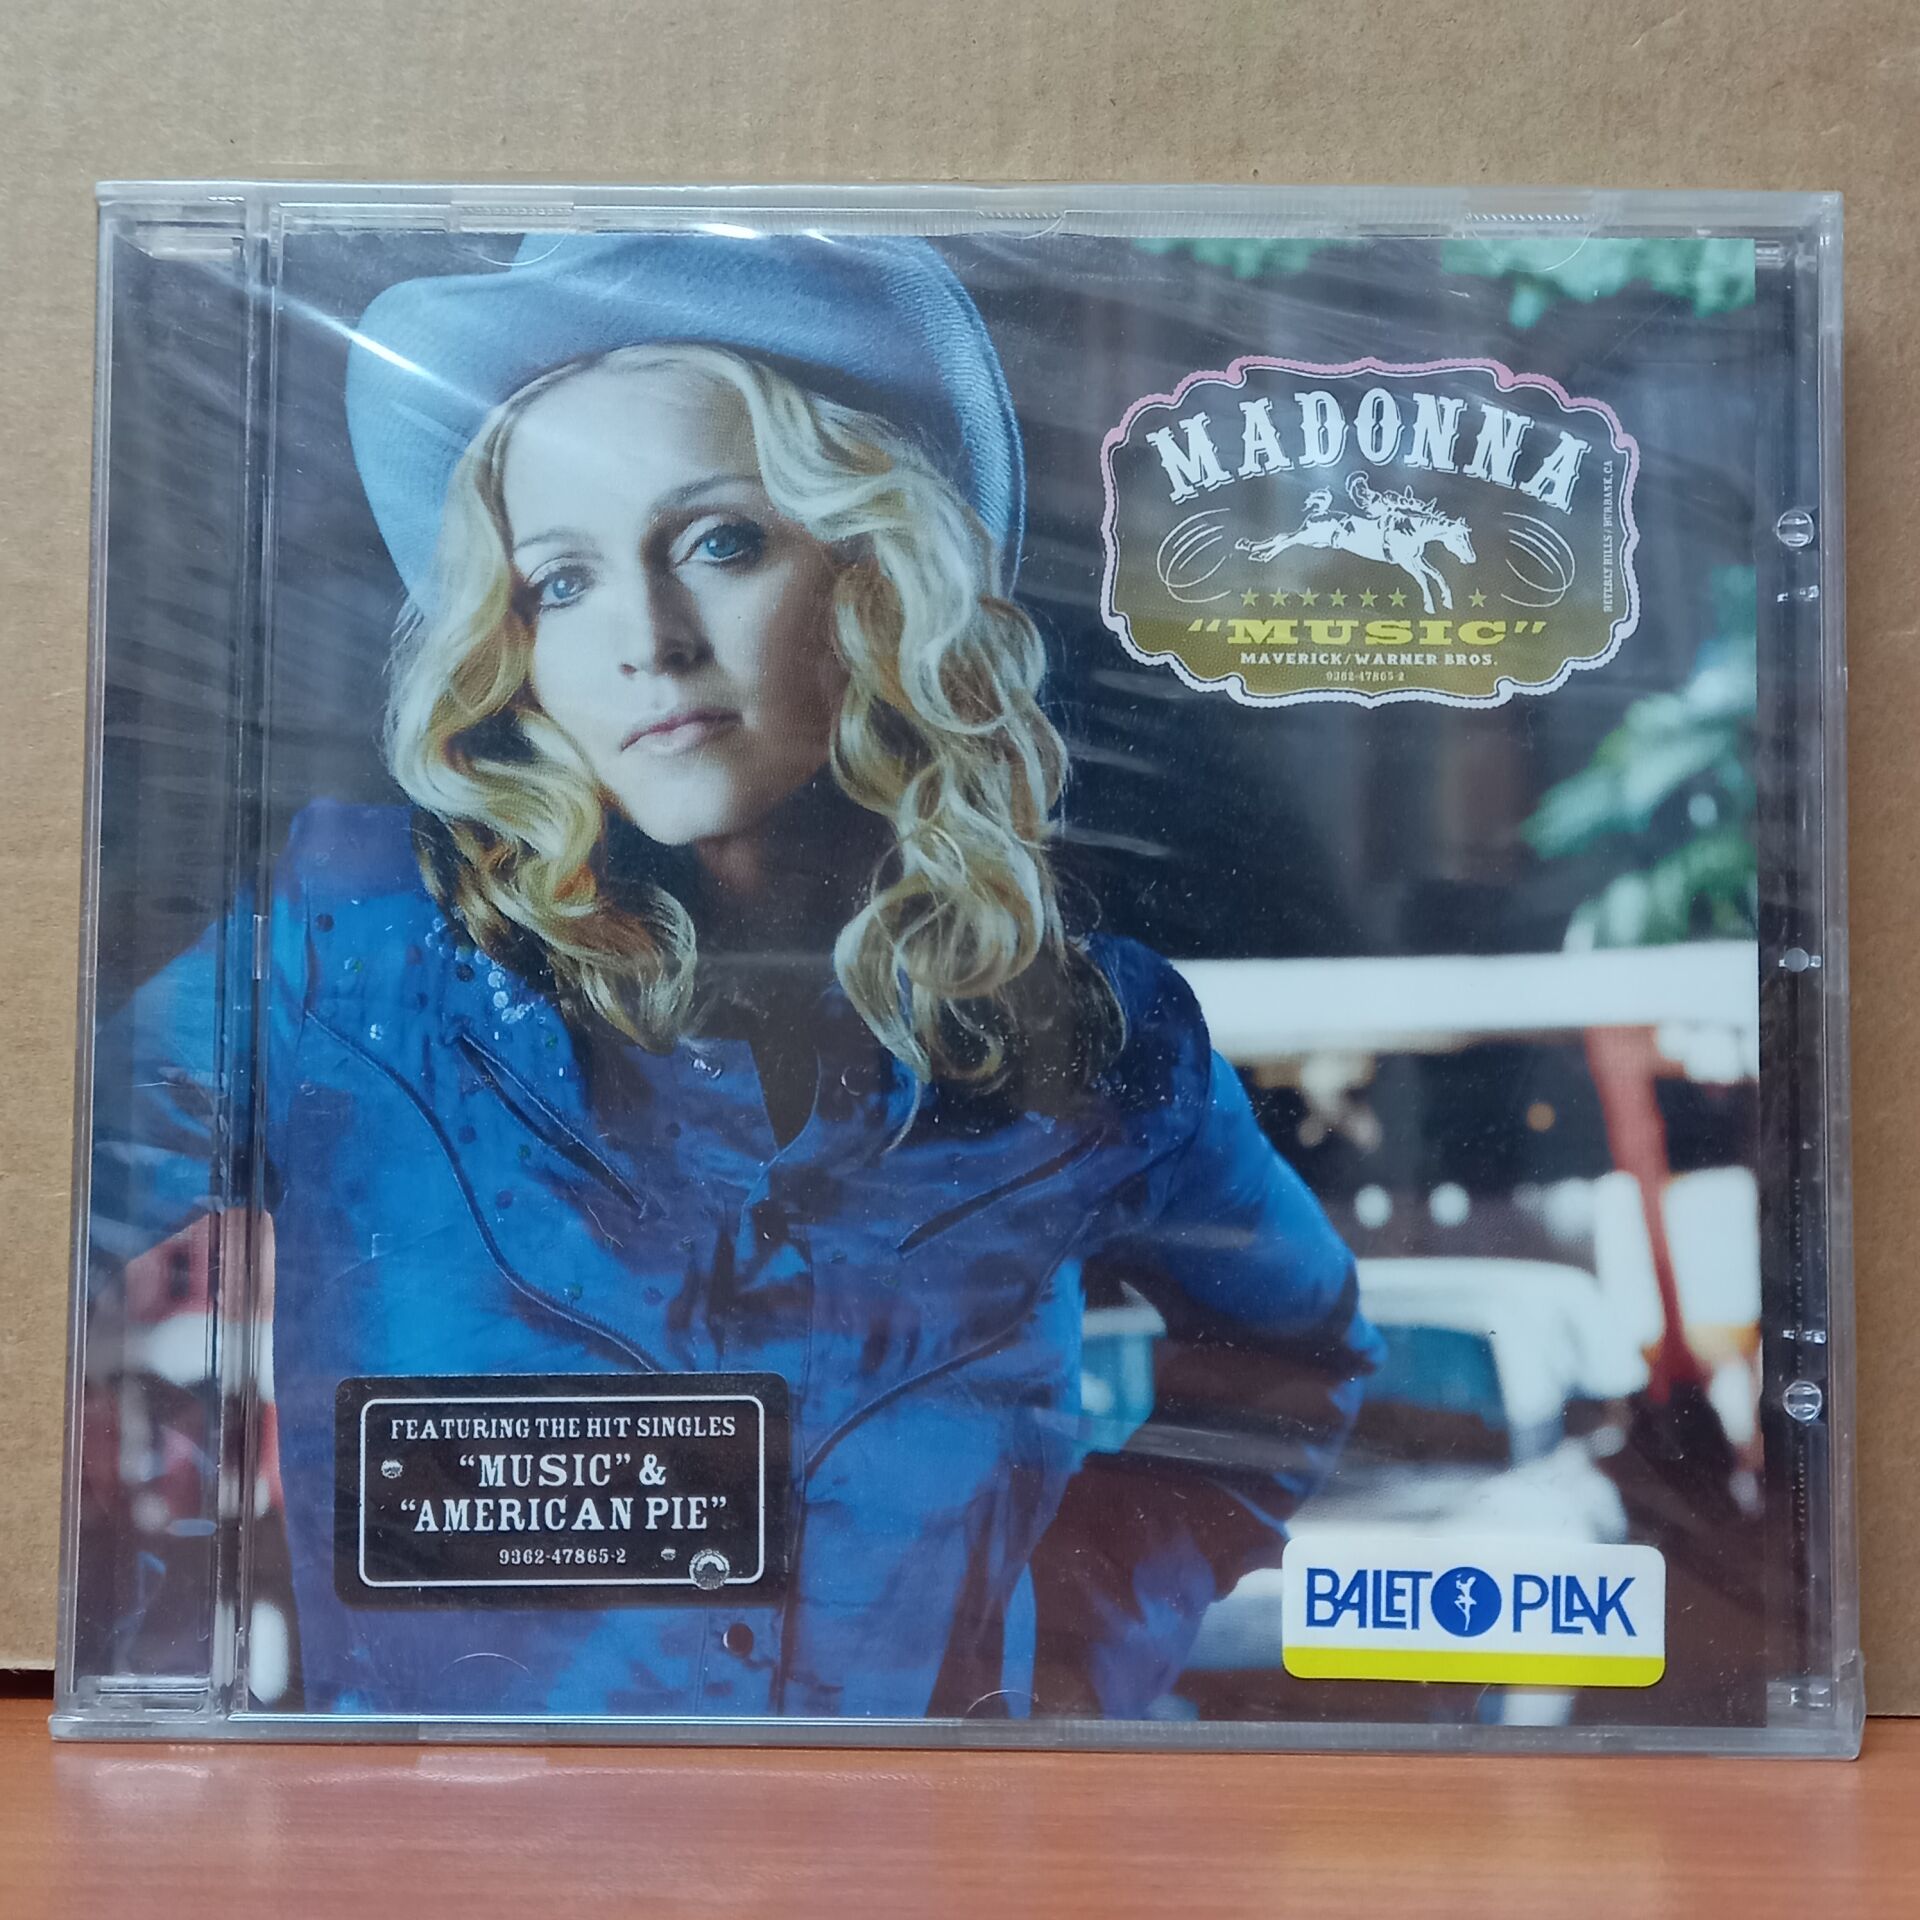 MADONNA
BEVERLY HILLS / BURBANK, CA
"MUSIC"
MAVERICK/WARNER BROS.
9362-47865-2
FEATURING THE HIT SINGLES
"MUSIC" &
"AMERICAN PIE"
9362-47865-2
BALET PLAK